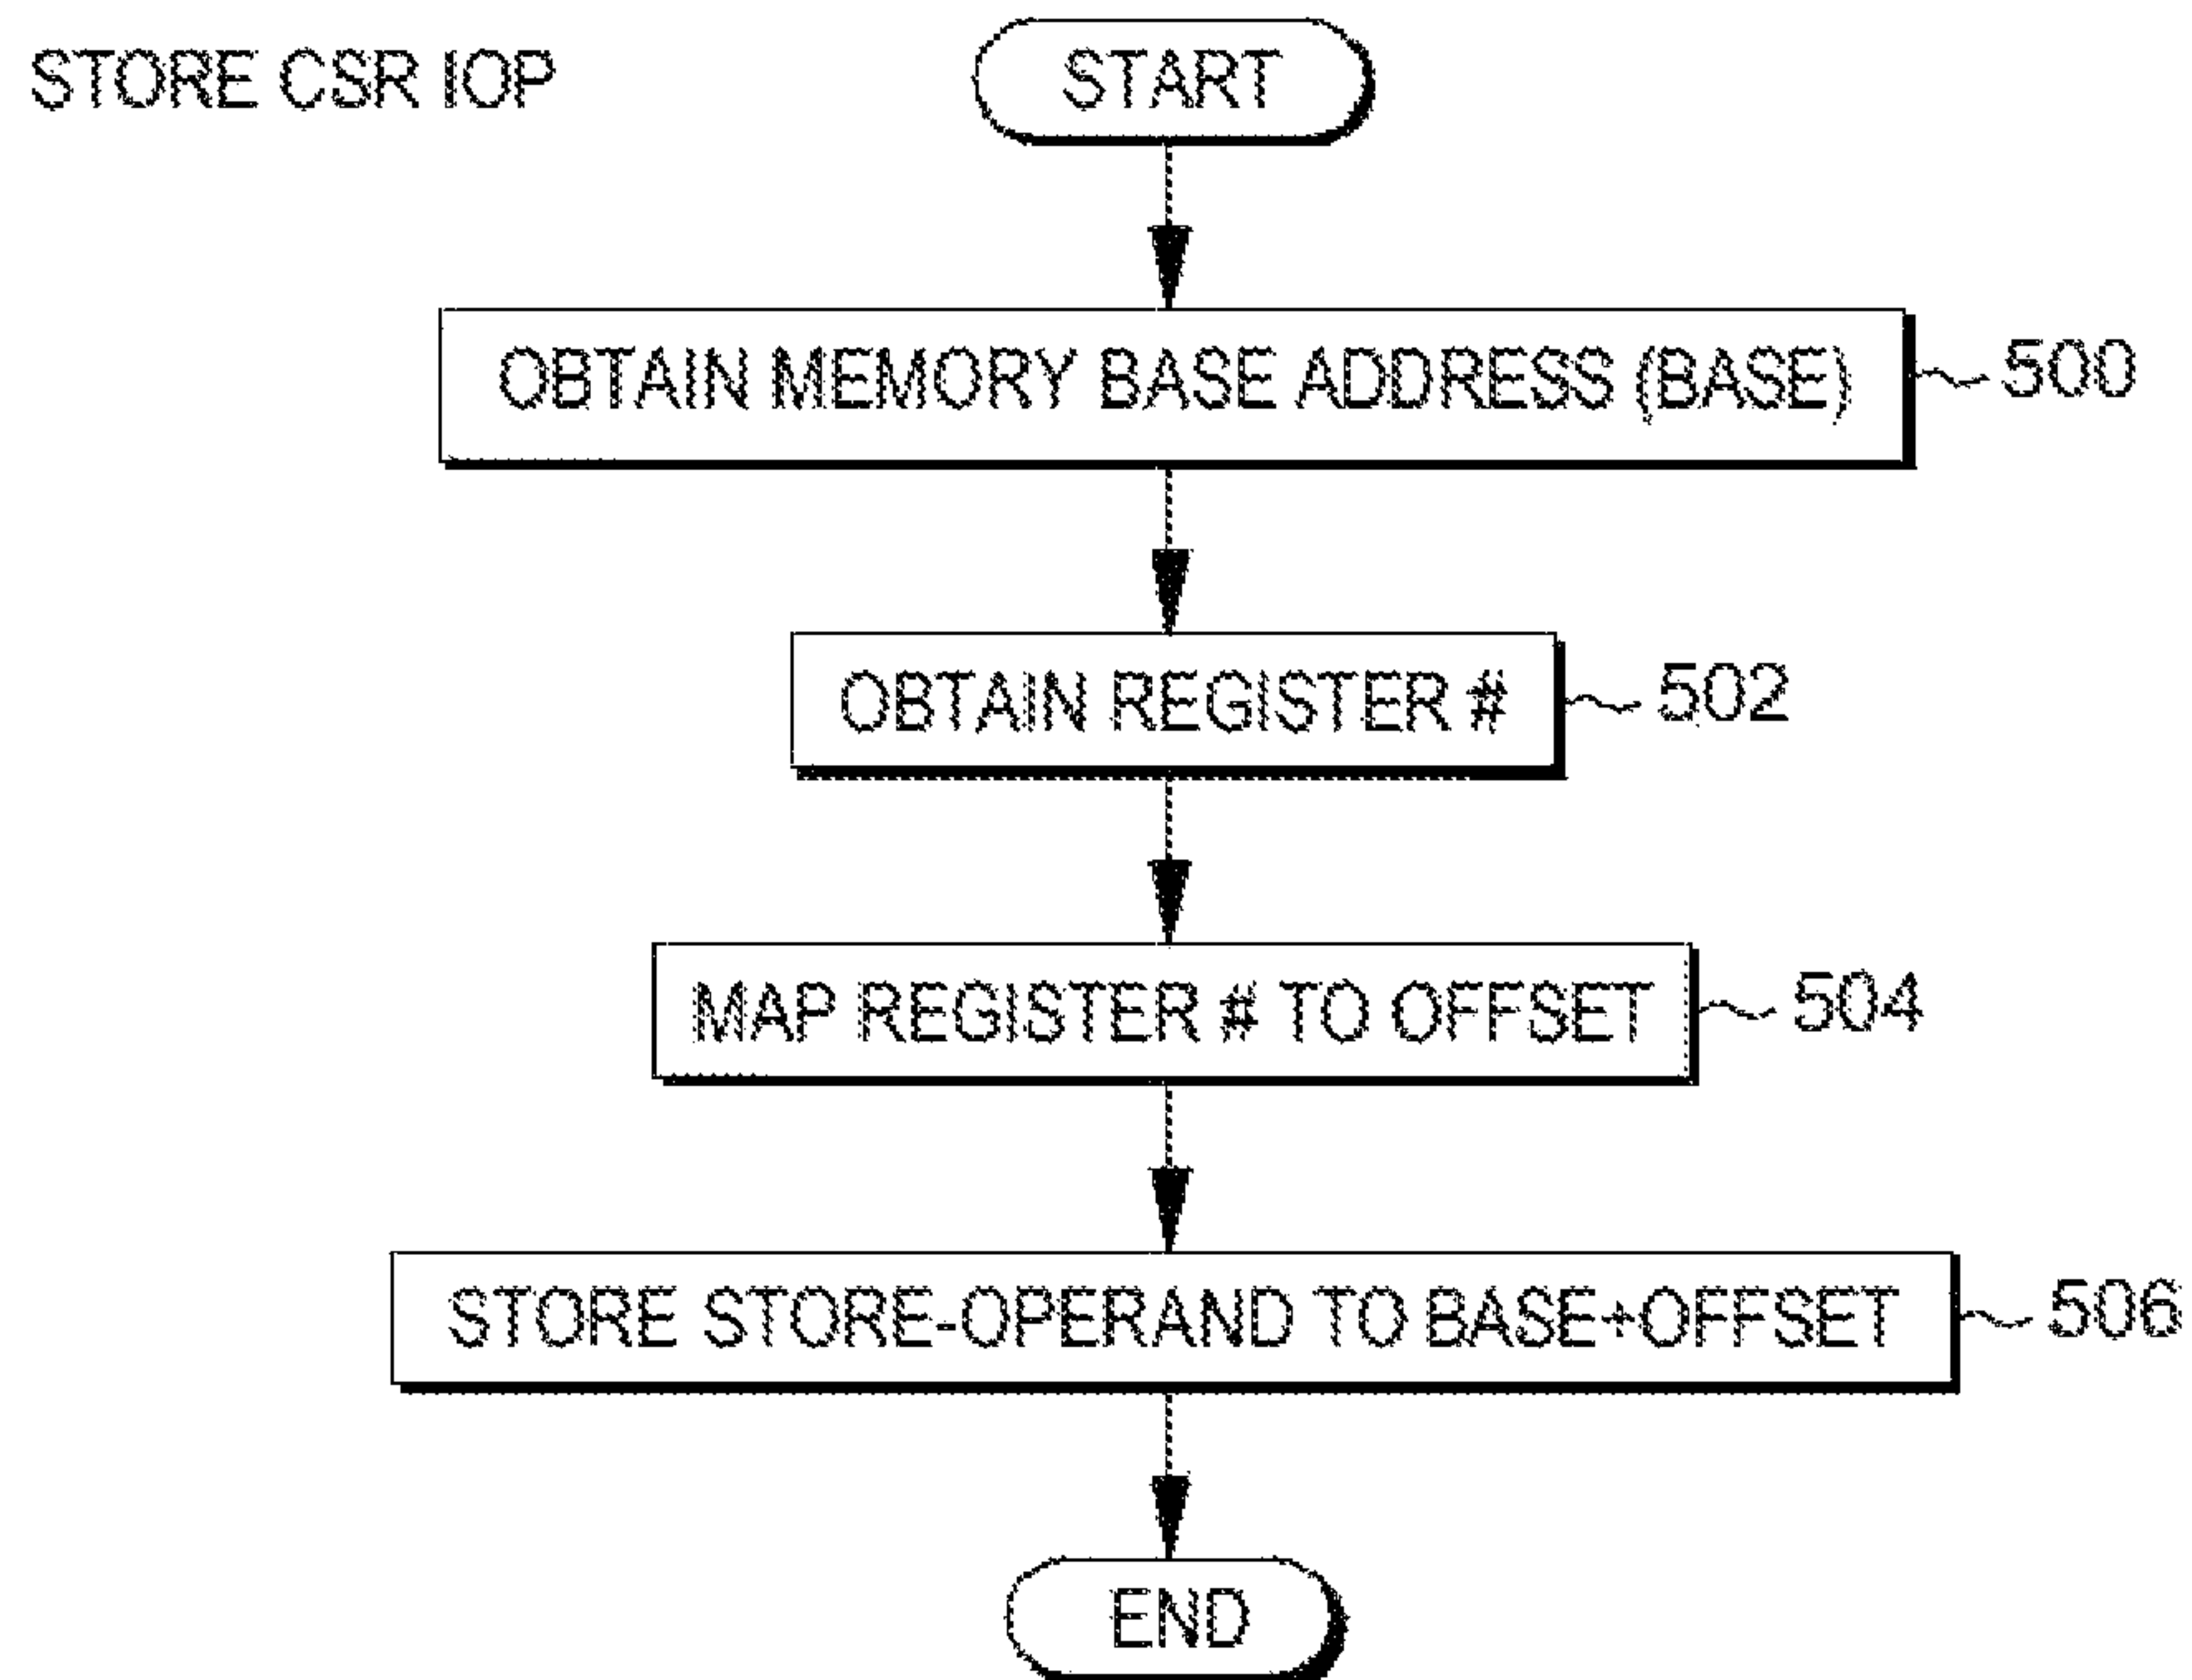 STORE CSR IOP
START
OBTAIN MEMORY BASE ADDRESS (BASE)
500
OBTAIN REGISTER #
502
MAP REGISTER # TO OFFSET
504
STORE STORE-OPERAND TO BASE+OFFSET
506
END